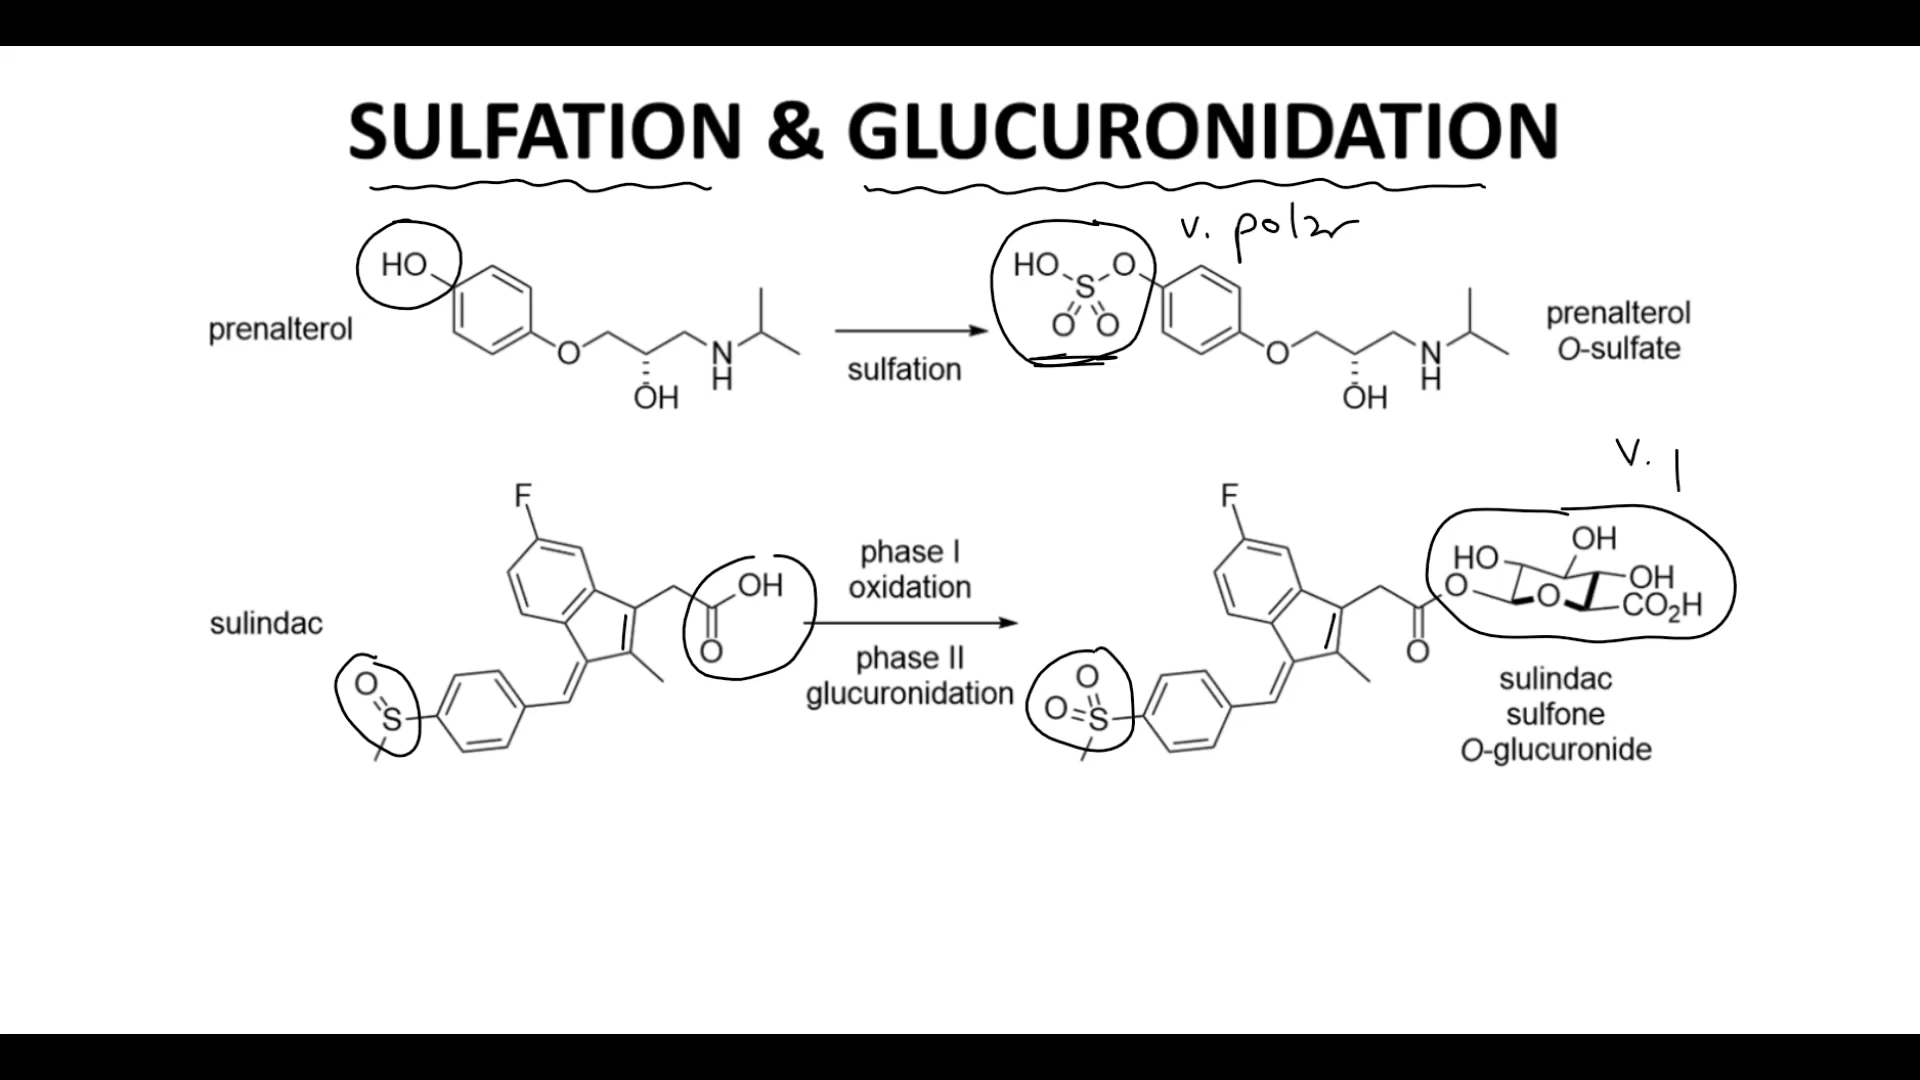 SULFATION & GLUCURONIDATION
v. polar
HO
HO
O
S
O O
prenalterol
O
N
H
OH
sulfation
O
N
H
OH
prenalterol
O-sulfate
v.
F
OH
O
sulindac
O
S
phase I
oxidation
phase II
glucuronidation
F
O
O
HO
OH
OH
O
CO2H
O
O
S
sulindac
sulfone
O-glucuronide